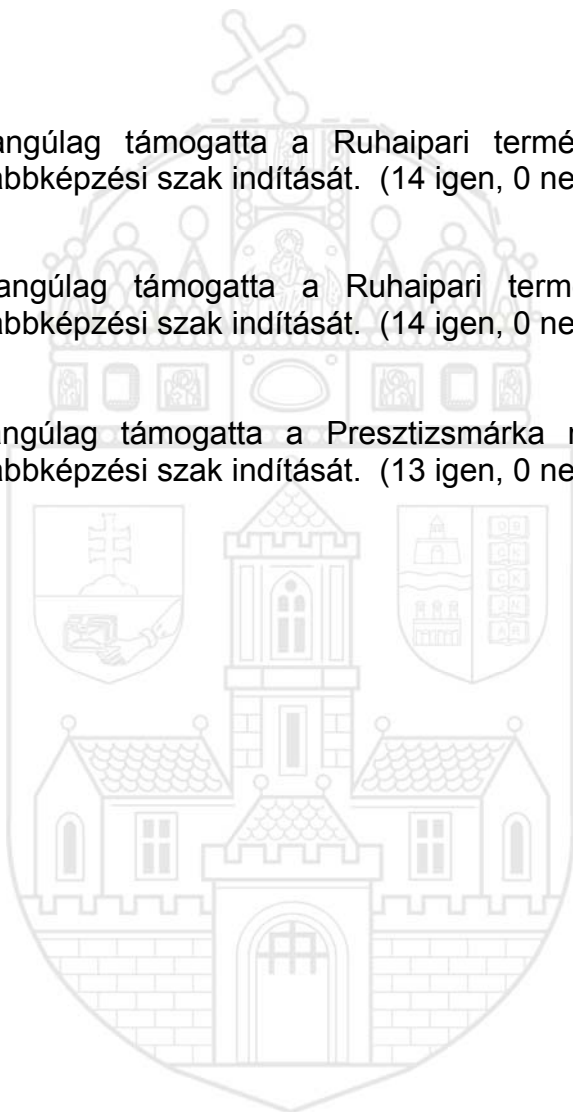 angúlag támogatta a Ruhaipari termé
abbképzési szak indítását. (14 igen, 0 ne
angúlag támogatta a Ruhaipari term
abbképzési szak indítását. (14 igen, 0 ne
angúlag támogatta a Presztizsmárka
abbképzési szak indítását. (13 igen, 0 ne